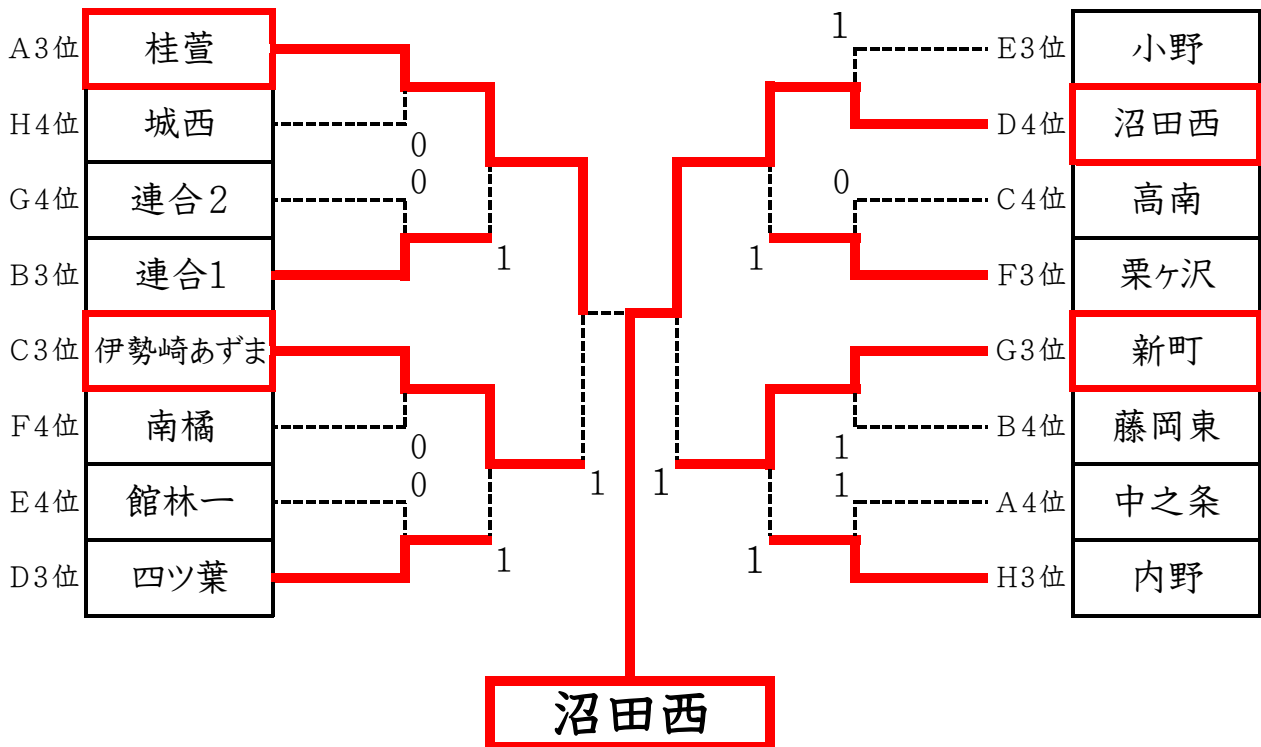 A3位 桂萱
H4位 城西
G4位 連合2
B3位 連合1
C3位 伊勢崎あずま
F4位 南橘
E4位 館林一
D3位 四ツ葉
0
0
1
0
0
1
1
1
E3位 小野
D4位 沼田西
0
C4位 高南
1
F3位 栗ヶ沢
G3位 新町
B4位 藤岡東
1
1
A4位 中之条
1
1
H3位 内野
沼田西